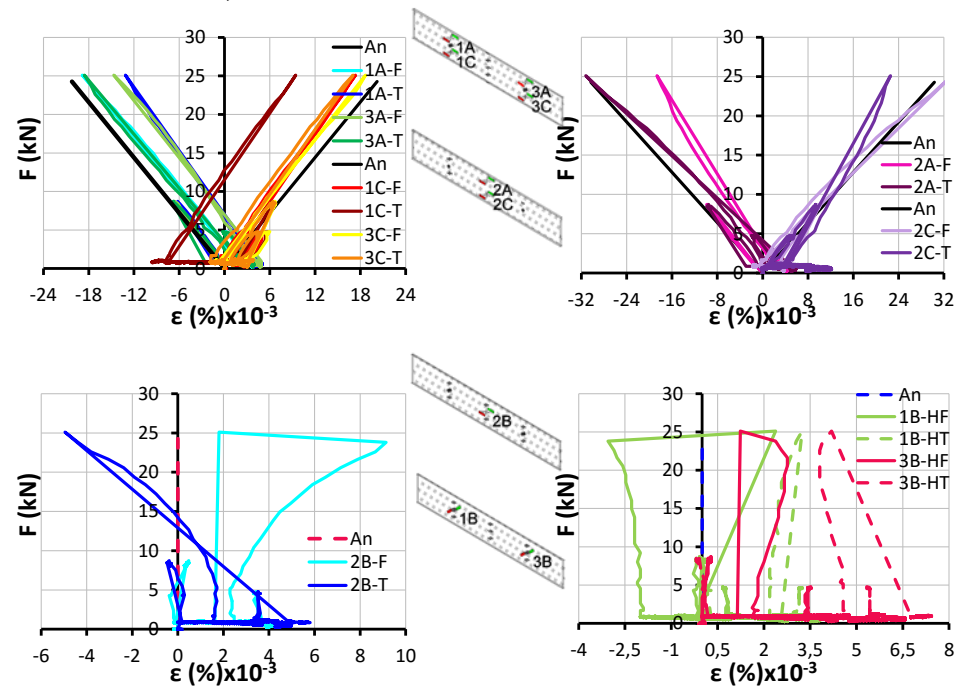 30
25
20
15
10
5
0
-24 -18 -12 -6 0 6 12 18 24
F (kN)
ε (%)x10-3
An
1A-F
1A-T
3A-F
3A-T
An
1C-F
1C-T
3C-F
3C-T
1A
1C
3A
3C
2A
2C
30
25
20
15
10
5
0
-32 -24 -16 -8 0 8 16 24 32
F (kN)
ε (%)x10-3
An
2A-F
2A-T
An
2C-F
2C-T
30
25
20
15
10
5
0
-6 -4 -2 0 2 4 6 8 10
F (kN)
ε (%)x10-3
An
2B-F
2B-T
2B
1B
3B
30
25
20
15
10
5
0
-4 -2,5 -1 0,5 2 3,5 5 6,5 8
F (kN)
ε (%)x10-3
An
1B-HF
1B-HT
3B-HF
3B-HT